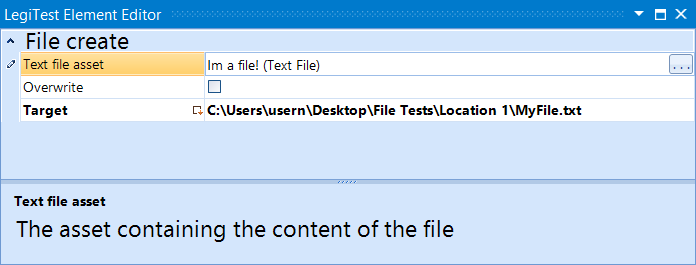 LegiTest Element Editor
File create
Text file asset Im a file! (Text File) ...
Overwrite
Target C:\Users\usern\Desktop\File Tests\Location 1\MyFile.txt
Text file asset
The asset containing the content of the file